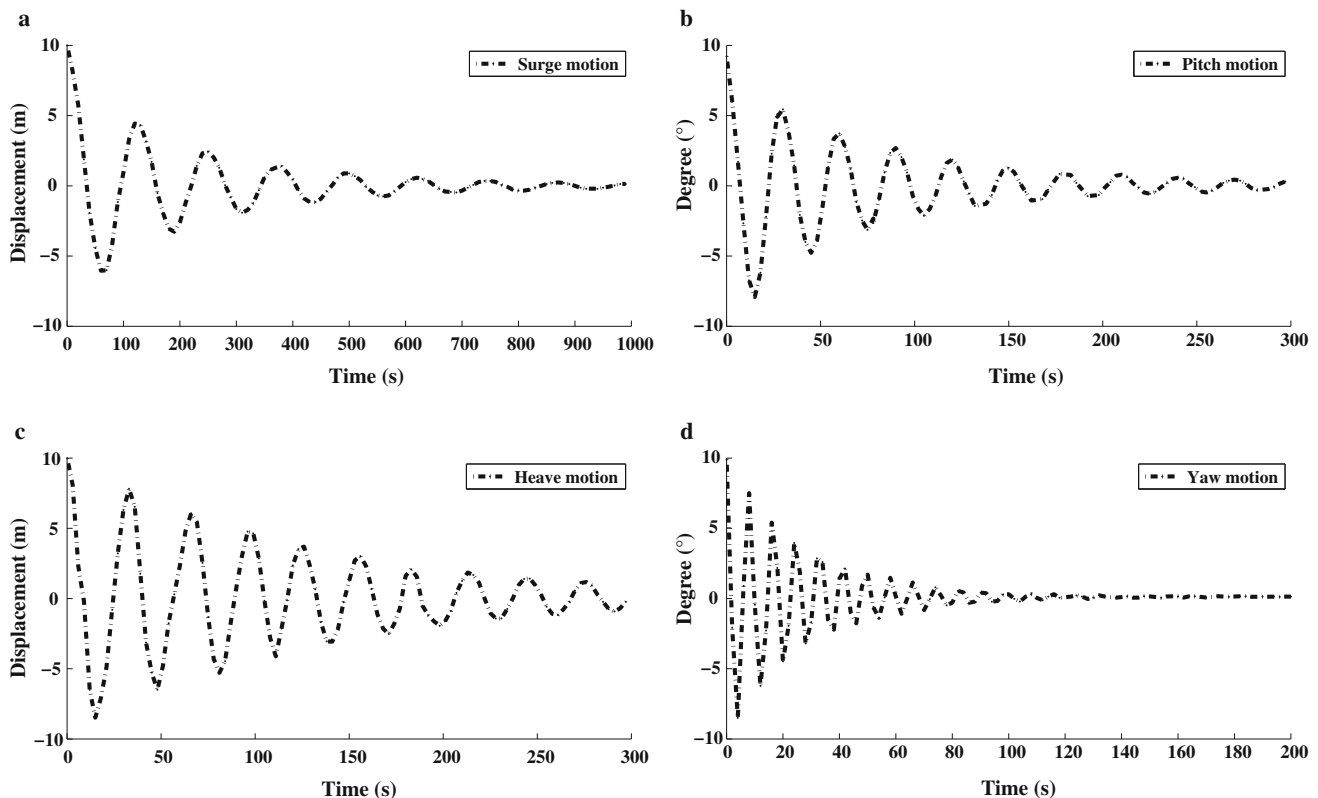 a
10
5
0
−5
−10
Displacement (m)
Surge motion
0 100 200 300 400 500 600 700 800 900 1000
Time (s)
b
10
5
0
−5
−10
Degree (°)
Pitch motion
0 50 100 150 200 250 300
Time (s)
c
10
5
0
−5
−10
Displacement (m)
Heave motion
0 50 100 150 200 250 300
Time (s)
d
10
5
0
−5
−10
Degree (°)
Yaw motion
0 20 40 60 80 100 120 140 160 180 200
Time (s)